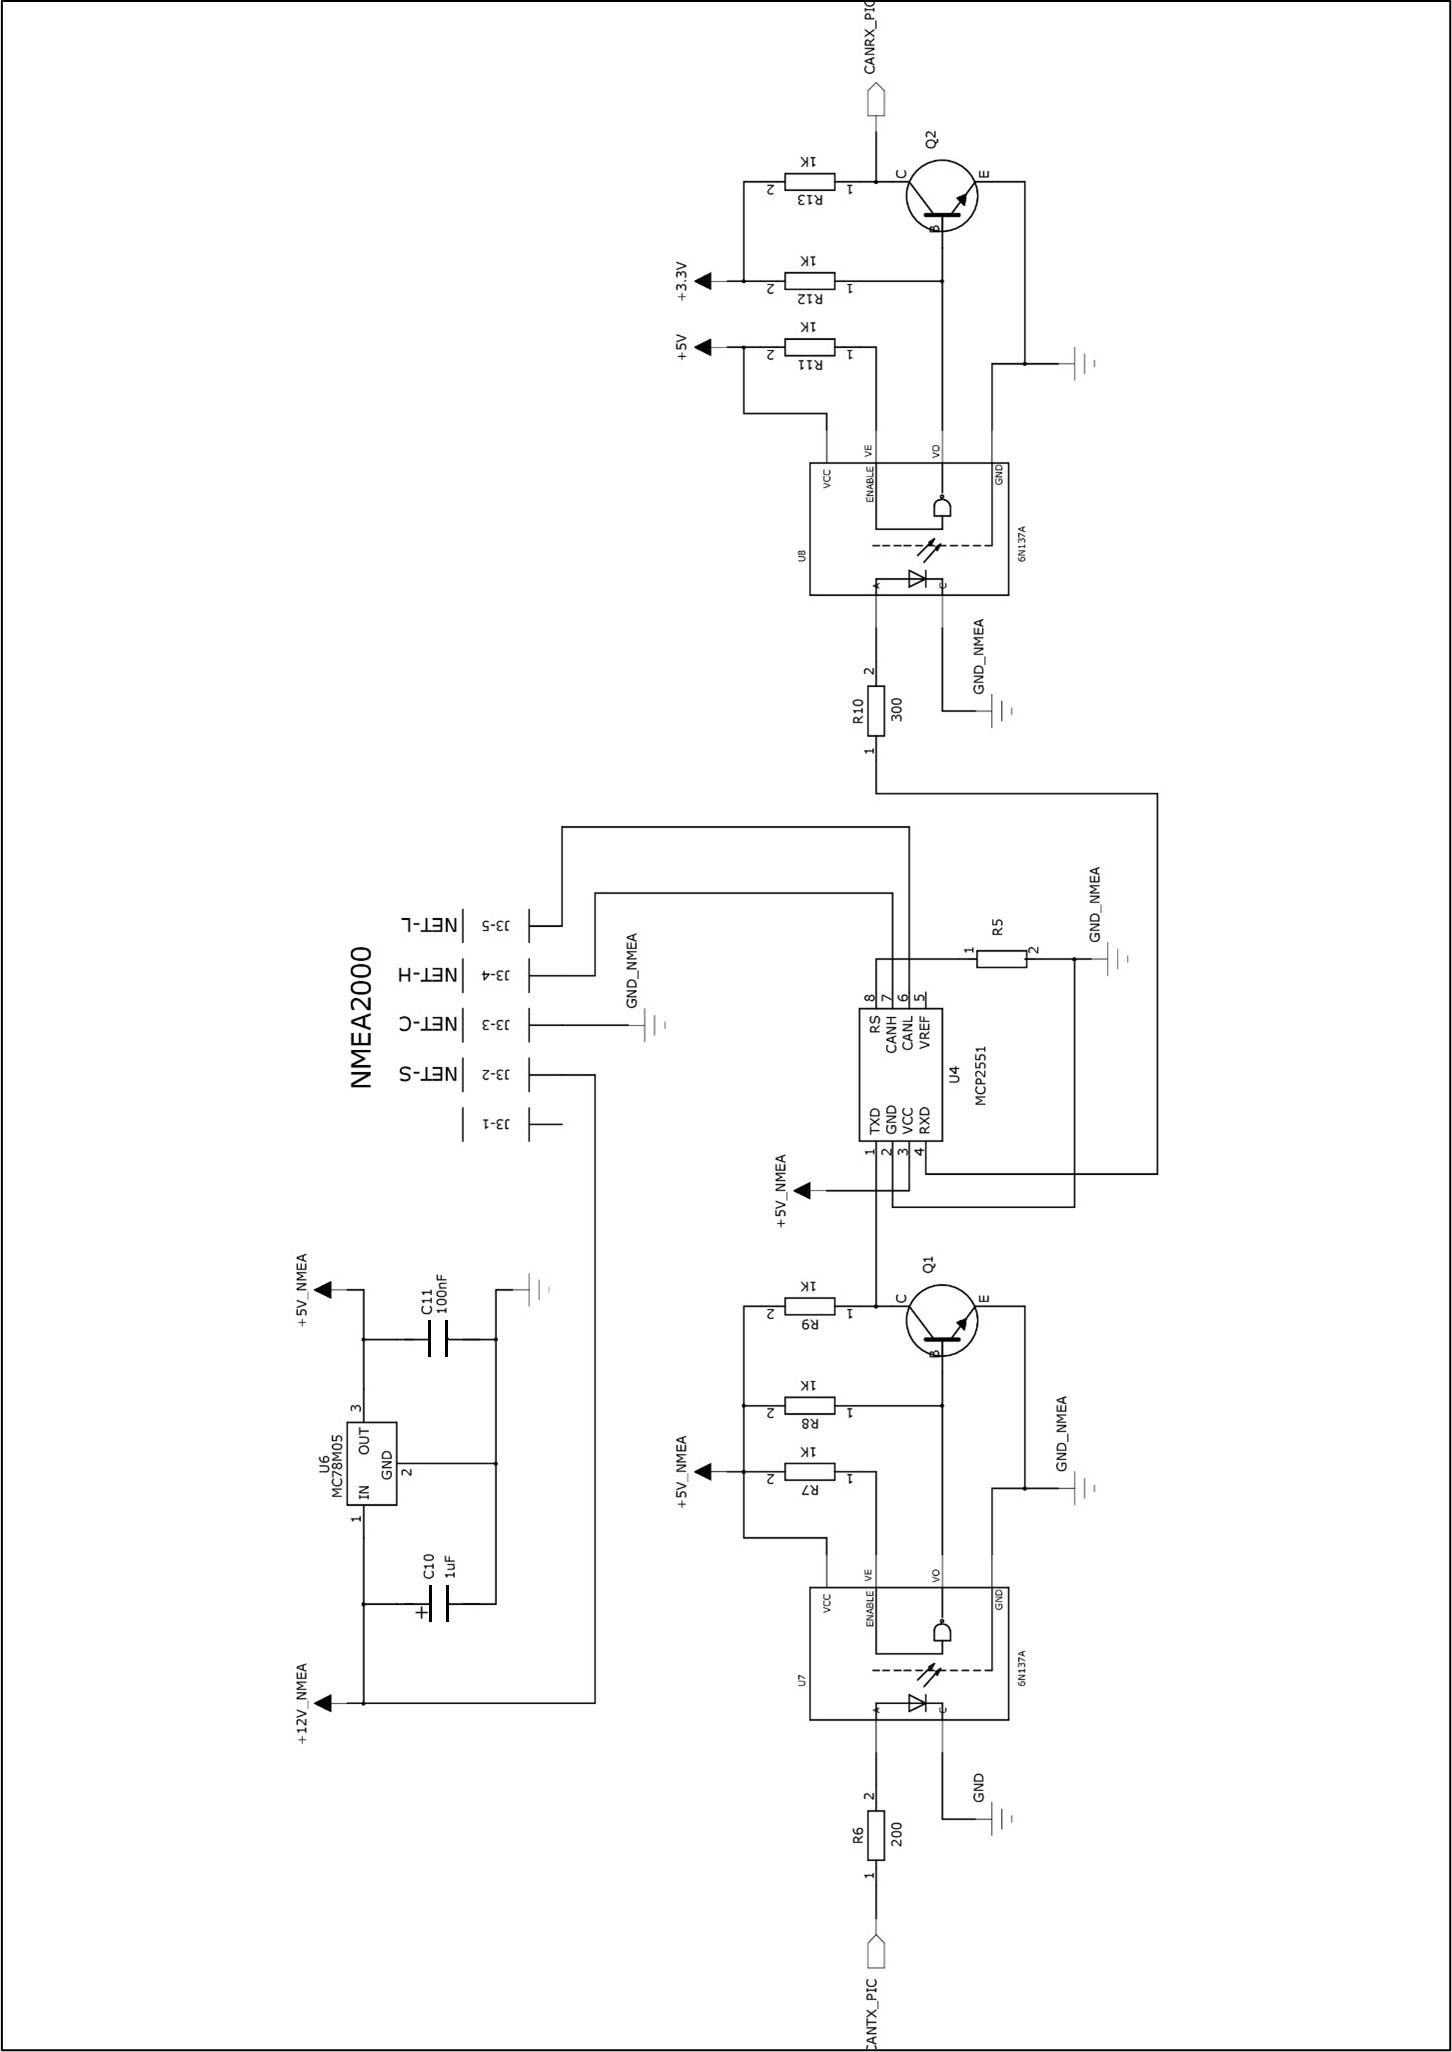 CANRX_PIC
Q2
C
B
E
1K
2
1
R13
+3.3V
1K
2
1
R12
+5V
1K
2
1
R11
VCC
VE
ENABLE
VO
GND
U8
6N137A
A
C
GND_NMEA
2
R10
300
1
NMEA2000
NET-L
J3-5
NET-H
J3-4
NET-C
J3-3
NET-S
J3-2
J3-1
GND_NMEA
R5
1
2
GND_NMEA
8
7
6
5
RS
CANH
CANL
VREF
TXD
GND
VCC
RXD
1
2
3
4
U4
MCP2551
+5V_NMEA
+5V_NMEA
C11
100nF
3
U6
MC78M05
OUT
GND
IN
2
1
C10
1uF
+
+12V_NMEA
Q1
C
B
E
1K
2
1
R9
1K
2
1
R8
+5V_NMEA
1K
2
1
R7
GND_NMEA
VCC
VE
ENABLE
VO
GND
U7
6N137A
A
C
GND
2
R6
200
1
CANTX_PIC